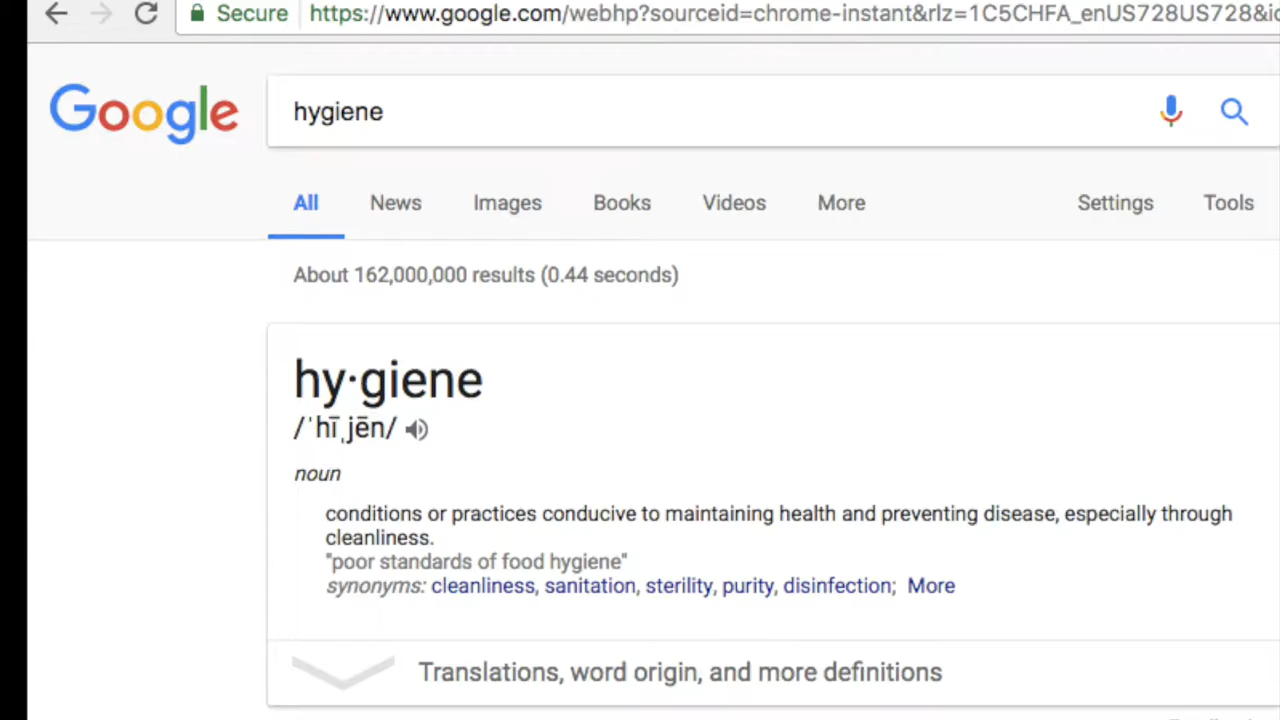 Secure https://www.google.com/webhp?sourceid=chrome-instant&rlz=1C5CHFA_enUS728US728&i
Google hygiene
All News Images Books Videos More Settings Tools
About 162,000,000 results (0.44 seconds)
hy·giene
/ˈhīˌjēn/
noun
conditions or practices conducive to maintaining health and preventing disease, especially through
cleanliness.
"poor standards of food hygiene"
synonyms: cleanliness, sanitation, sterility, purity, disinfection; More
Translations, word origin, and more definitions